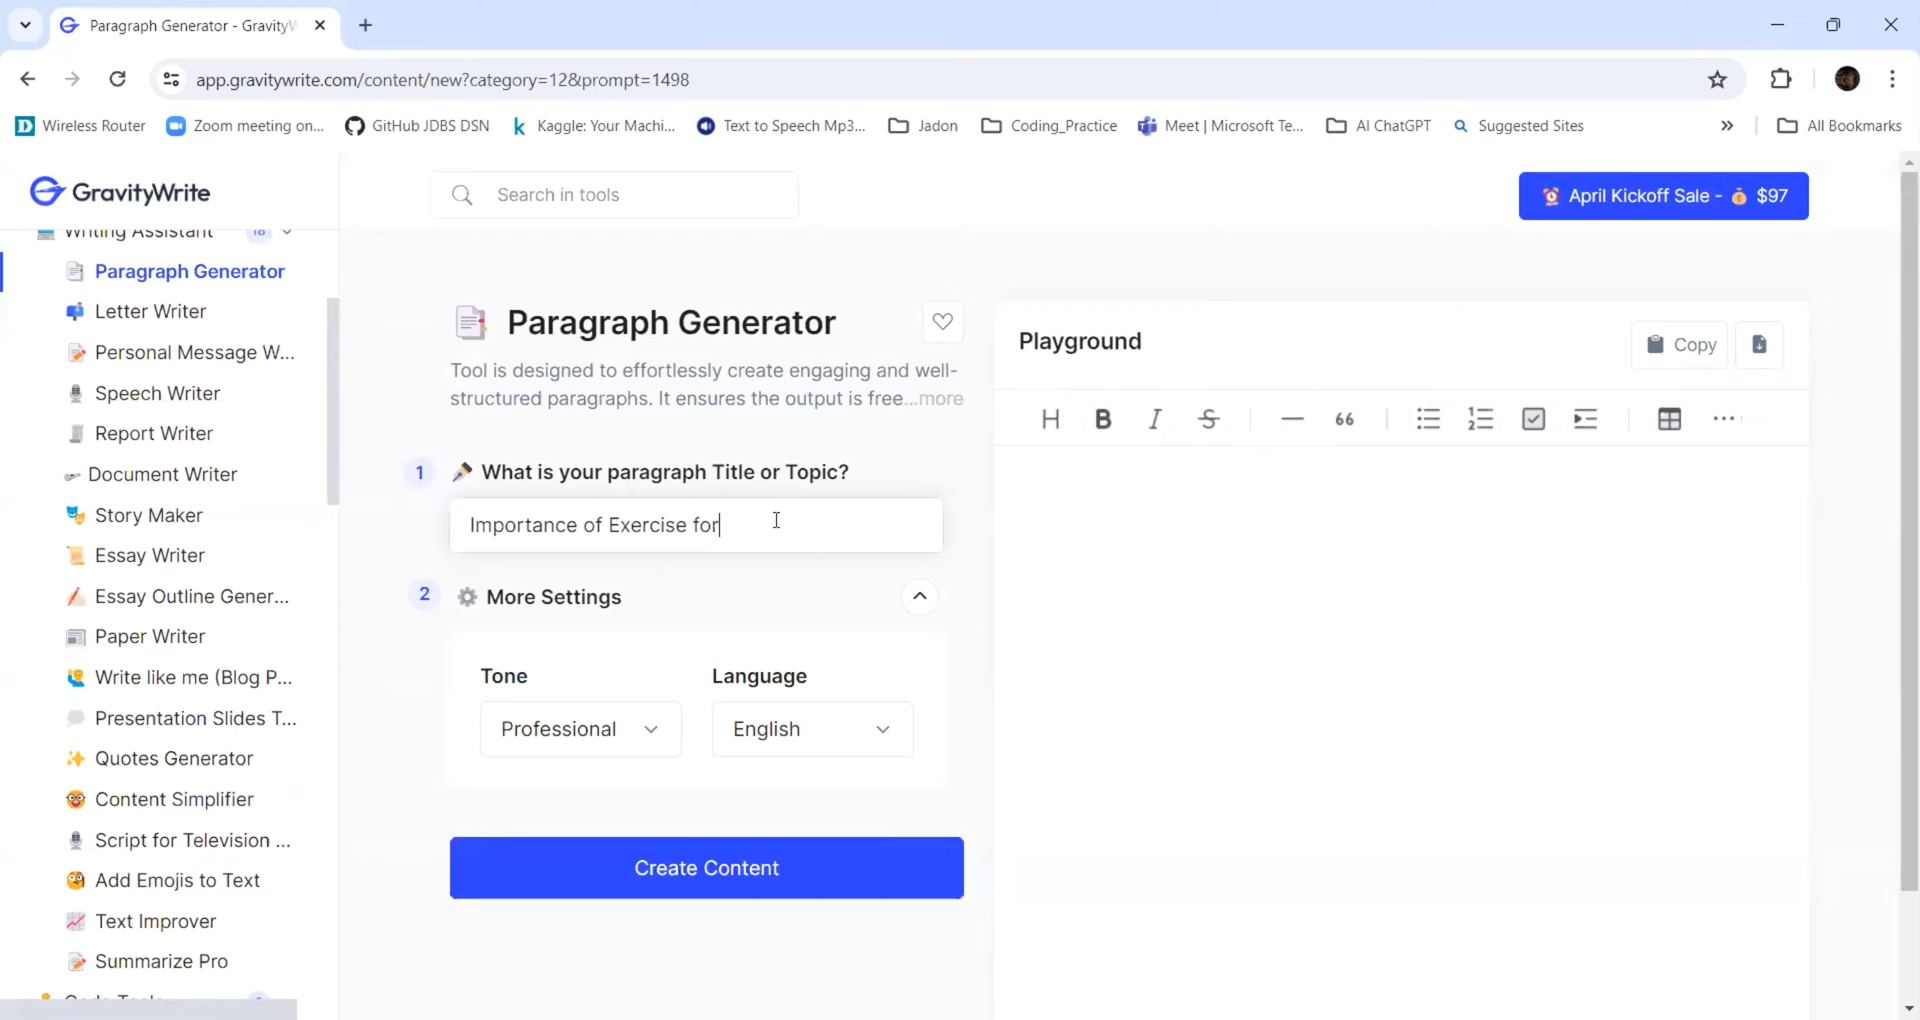 Paragraph Generator - GravityW
app.gravitywrite.com/content/new?category=12&prompt=1498
Wireless Router
Zoom meeting on...
GitHub JDBS DSN
Kaggle: Your Machi...
Text to Speech Mp3...
Jadon
Coding_Practice
Meet | Microsoft Te...
AI ChatGPT
Suggested Sites
All Bookmarks
GravityWrite
Search in tools
April Kickoff Sale - $97
Writing Assistant 18
Paragraph Generator
Letter Writer
Personal Message W...
Speech Writer
Report Writer
Document Writer
Story Maker
Essay Writer
Essay Outline Gener...
Paper Writer
Write like me (Blog P...
Presentation Slides T...
Quotes Generator
Content Simplifier
Script for Television ...
Add Emojis to Text
Text Improver
Summarize Pro
Paragraph Generator
Tool is designed to effortlessly create engaging and well-
structured paragraphs. It ensures the output is free...more
1 What is your paragraph Title or Topic?
Importance of Exercise for
2 More Settings
Tone
Language
Professional
English
Create Content
Playground
Copy